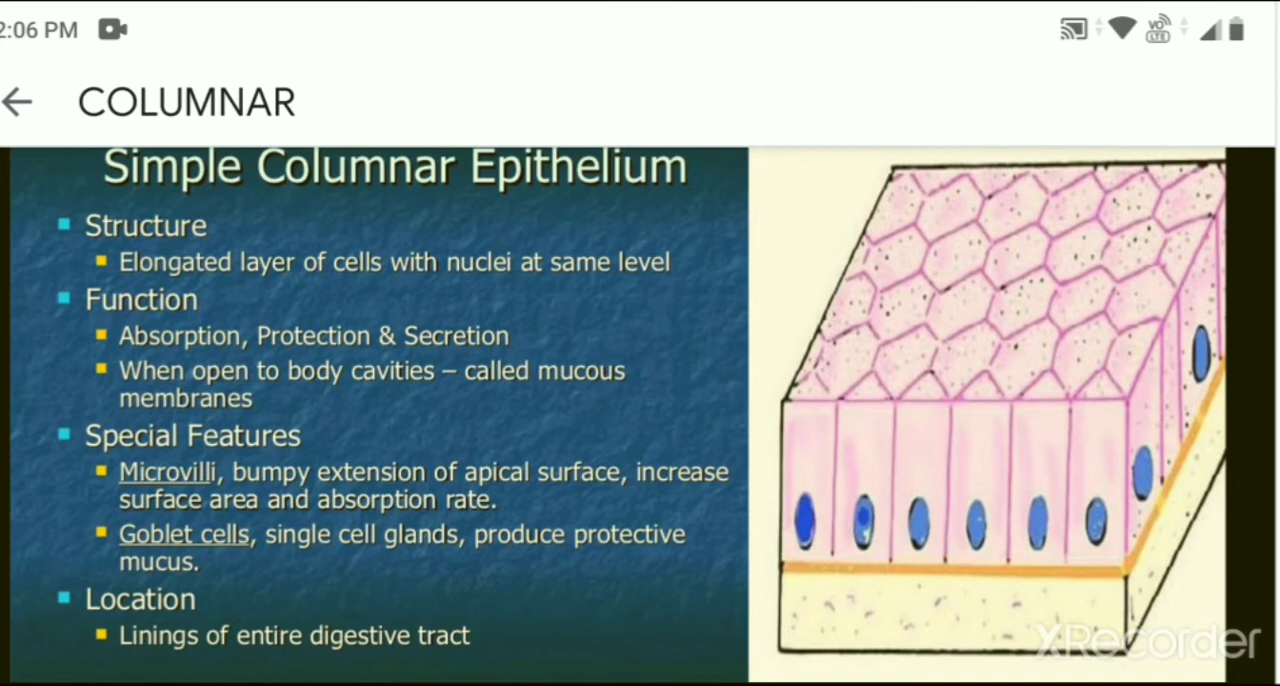 2:06 PM
VO
LTE
COLUMNAR
Simple Columnar Epithelium
Structure
Elongated layer of cells with nuclei at same level
Function
Absorption, Protection & Secretion
When open to body cavities – called mucous
membranes
Special Features
Microvilli, bumpy extension of apical surface, increase
surface area and absorption rate.
Goblet cells, single cell glands, produce protective
mucus.
Location
Linings of entire digestive tract
XRecorder